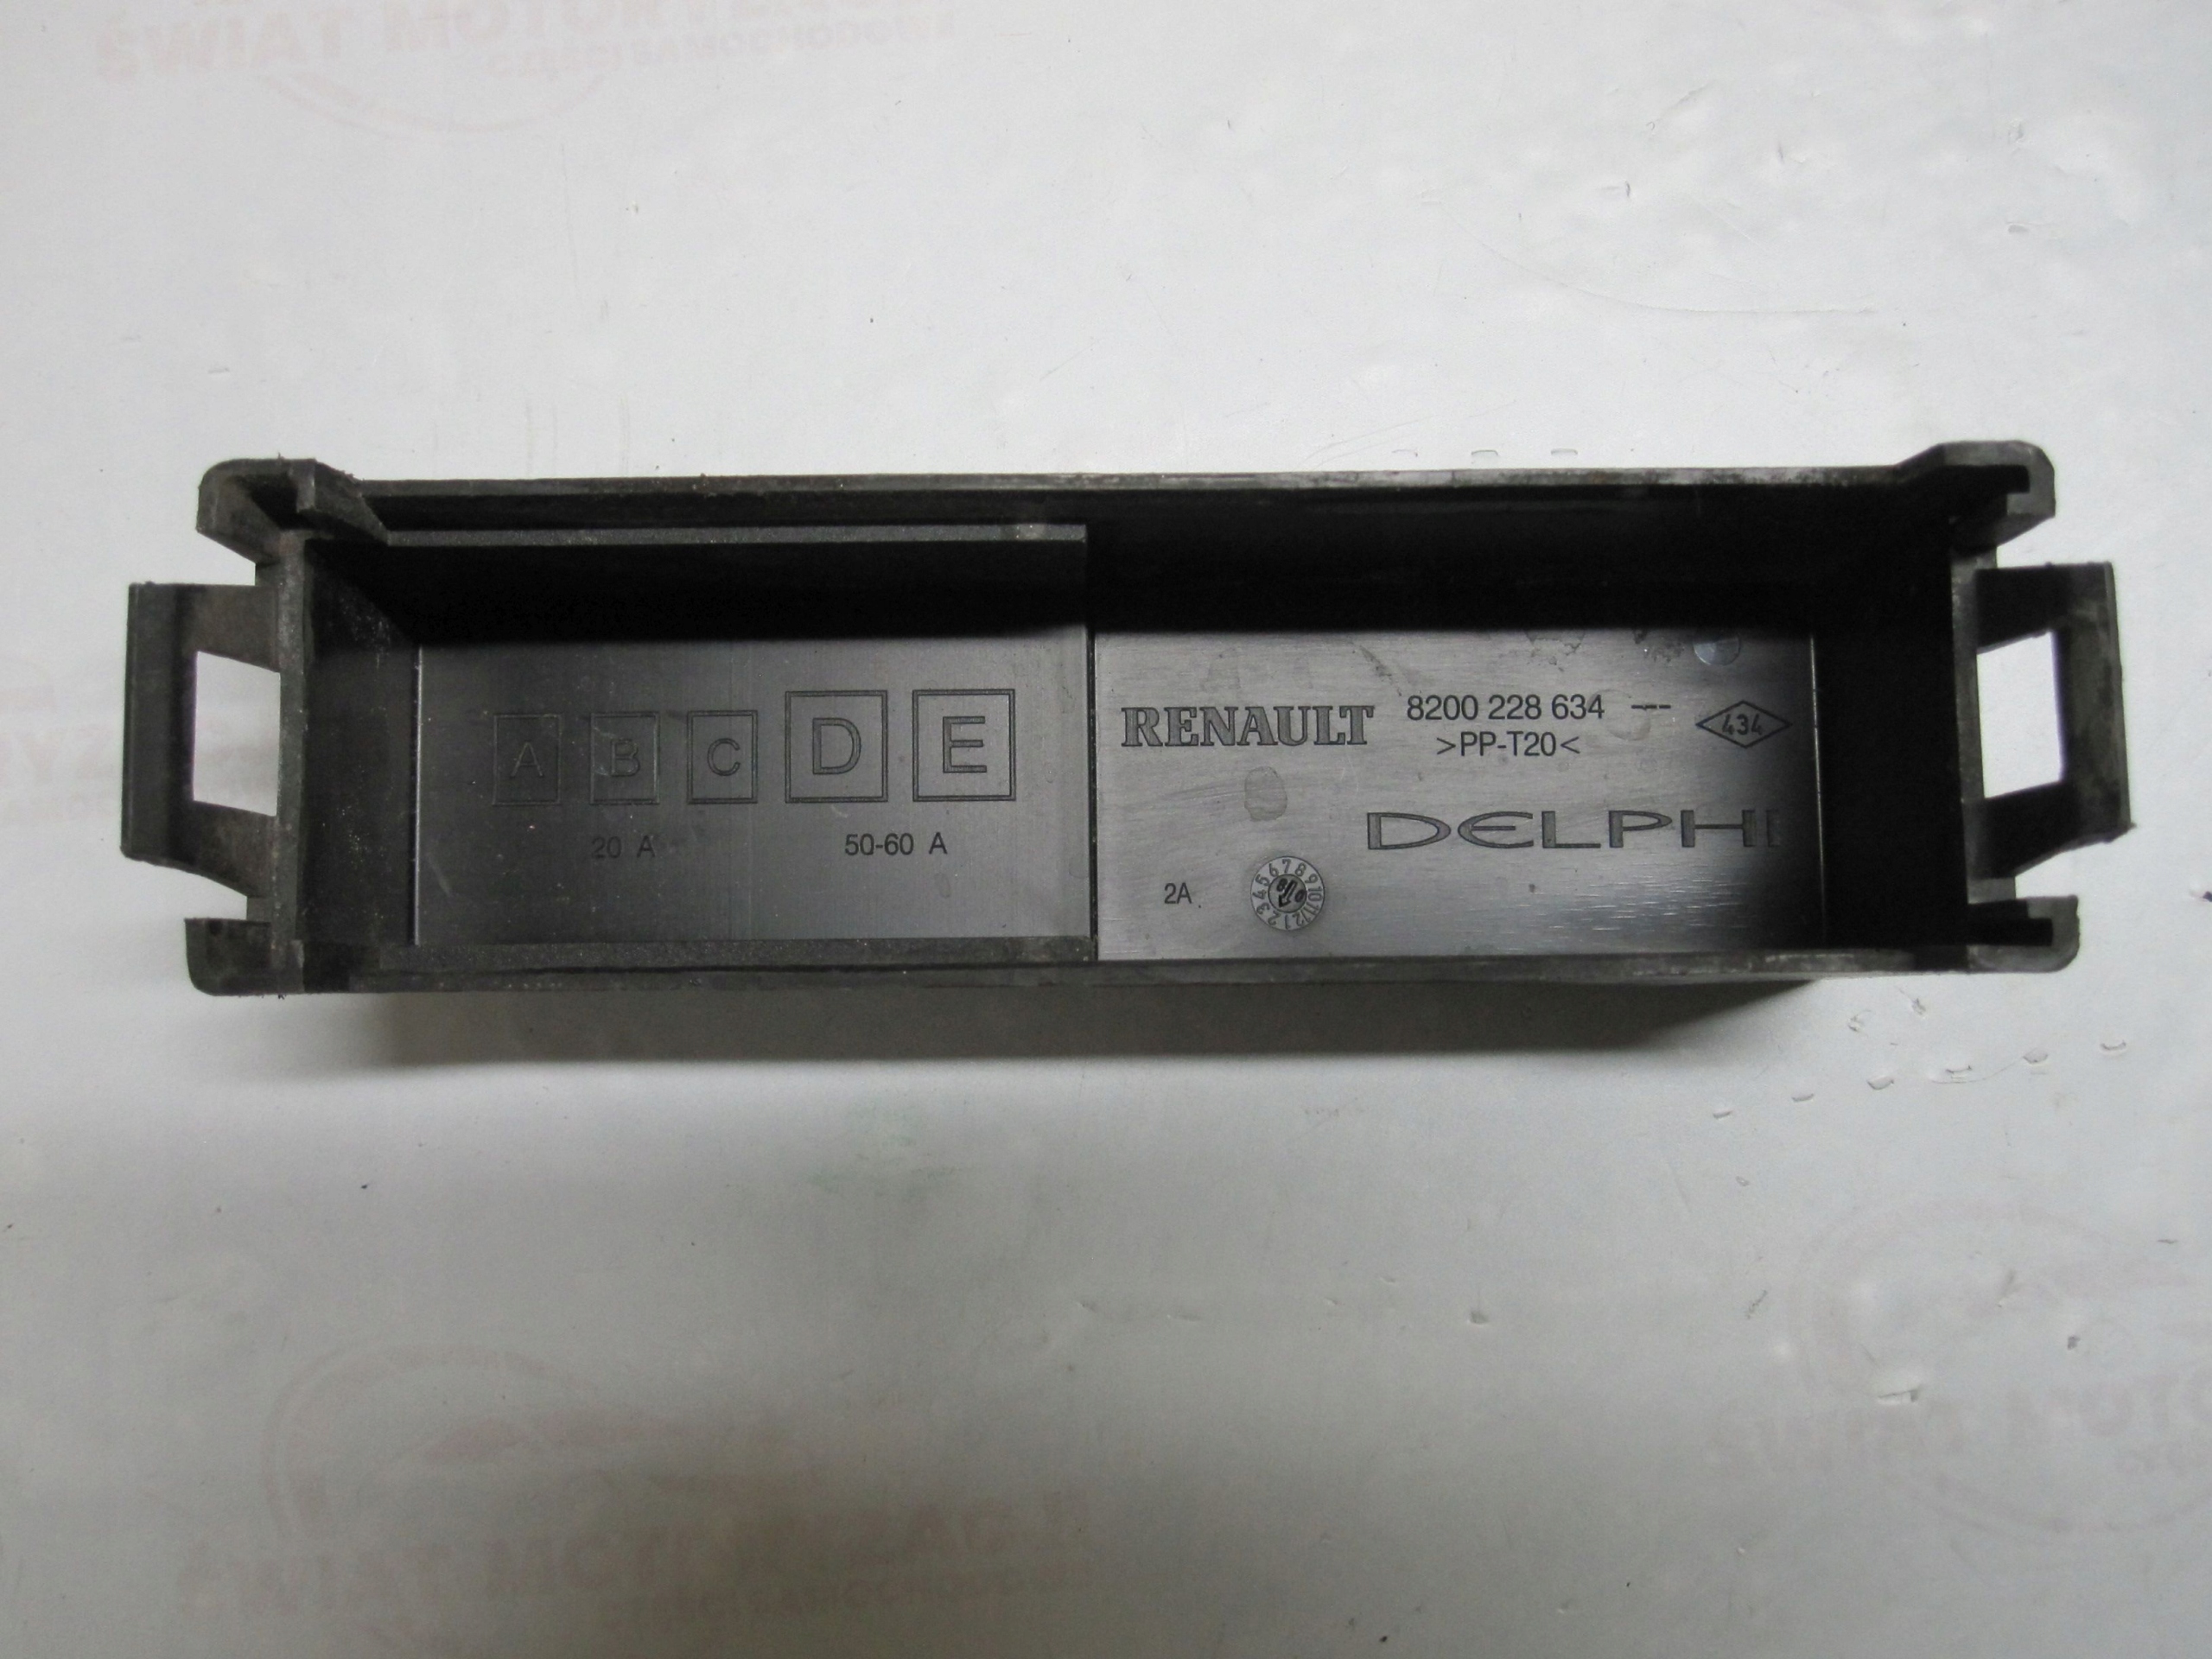 A B C D E
20 A 50-60 A
RENAULT 8200 228 634 ---
>PP-T20<
434
DELPHI
2A